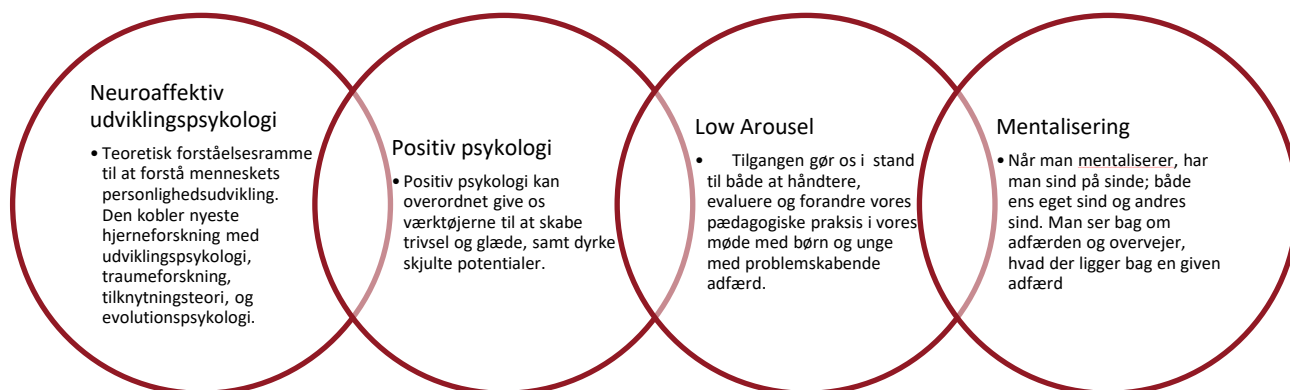 Neuroaffektiv
udviklingspsykologi
• Teoretisk forståelsesramme
til at forstå menneskets
personlighedsudvikling.
Den kobler nyeste
hjerneforskning med
udviklingspsykologi,
traumeforskning,
tilknytningsteori, og
evolutionspsykologi.
Positiv psykologi
• Positiv psykologi kan
overordnet give os
værktøjerne til at skabe
trivsel og glæde, samt dyrke
skjulte potentialer.
Low Arousel
• Tilgangen gør os i stand
til både at håndtere,
evaluere og forandre vores
pædagogiske praksis i vores
møde med børn og unge
med problemskabende
adfærd.
Mentalisering
• Når man mentaliserer, har
man sind på sinde; både
ens eget sind og andres
sind. Man ser bag om
adfærden og overvejer,
hvad der ligger bag en given
adfærd